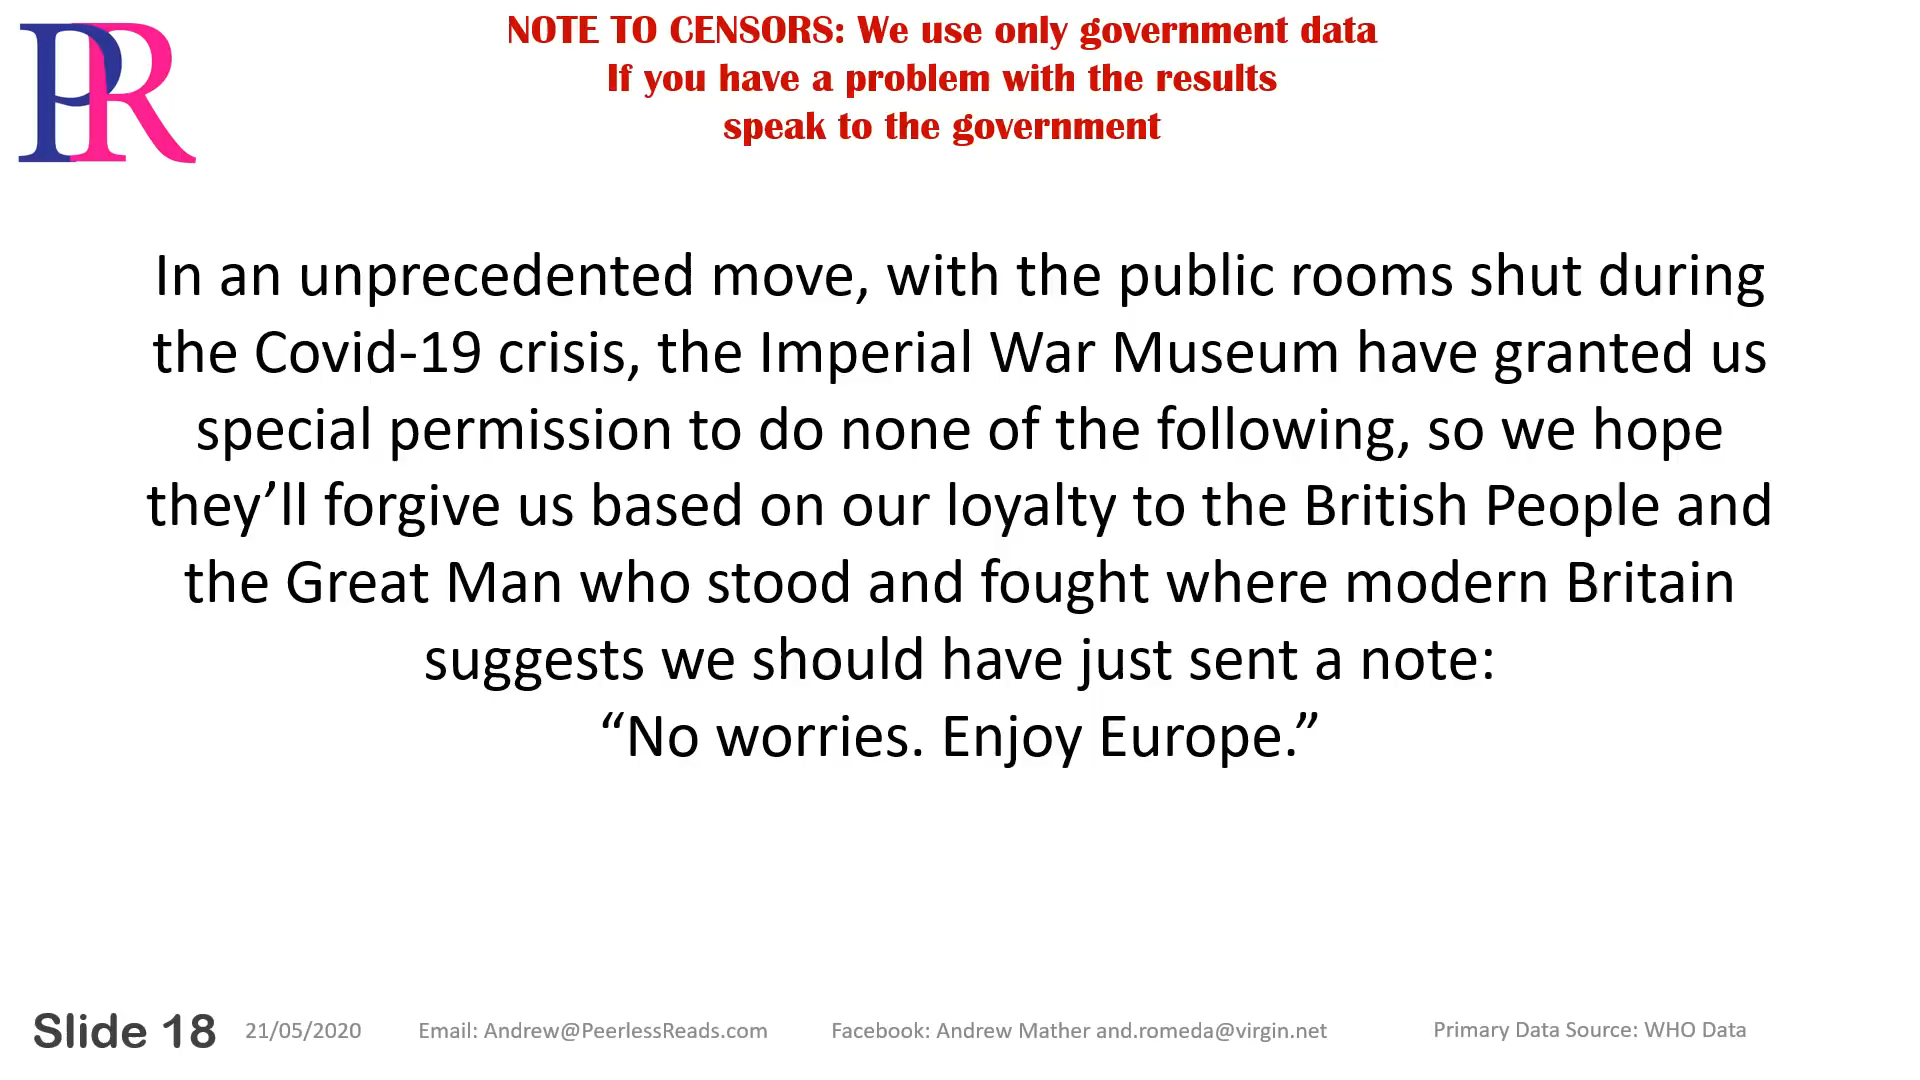 PR
NOTE TO CENSORS: We use only government data
If you have a problem with the results
speak to the government
In an unprecedented move, with the public rooms shut during
the Covid-19 crisis, the Imperial War Museum have granted us
special permission to do none of the following, so we hope
they’ll forgive us based on our loyalty to the British People and
the Great Man who stood and fought where modern Britain
suggests we should have just sent a note:
“No worries. Enjoy Europe.”
Slide 18 21/05/2020 Email: Andrew@PeerlessReads.com Facebook: Andrew Mather and.romeda@virgin.net Primary Data Source: WHO Data